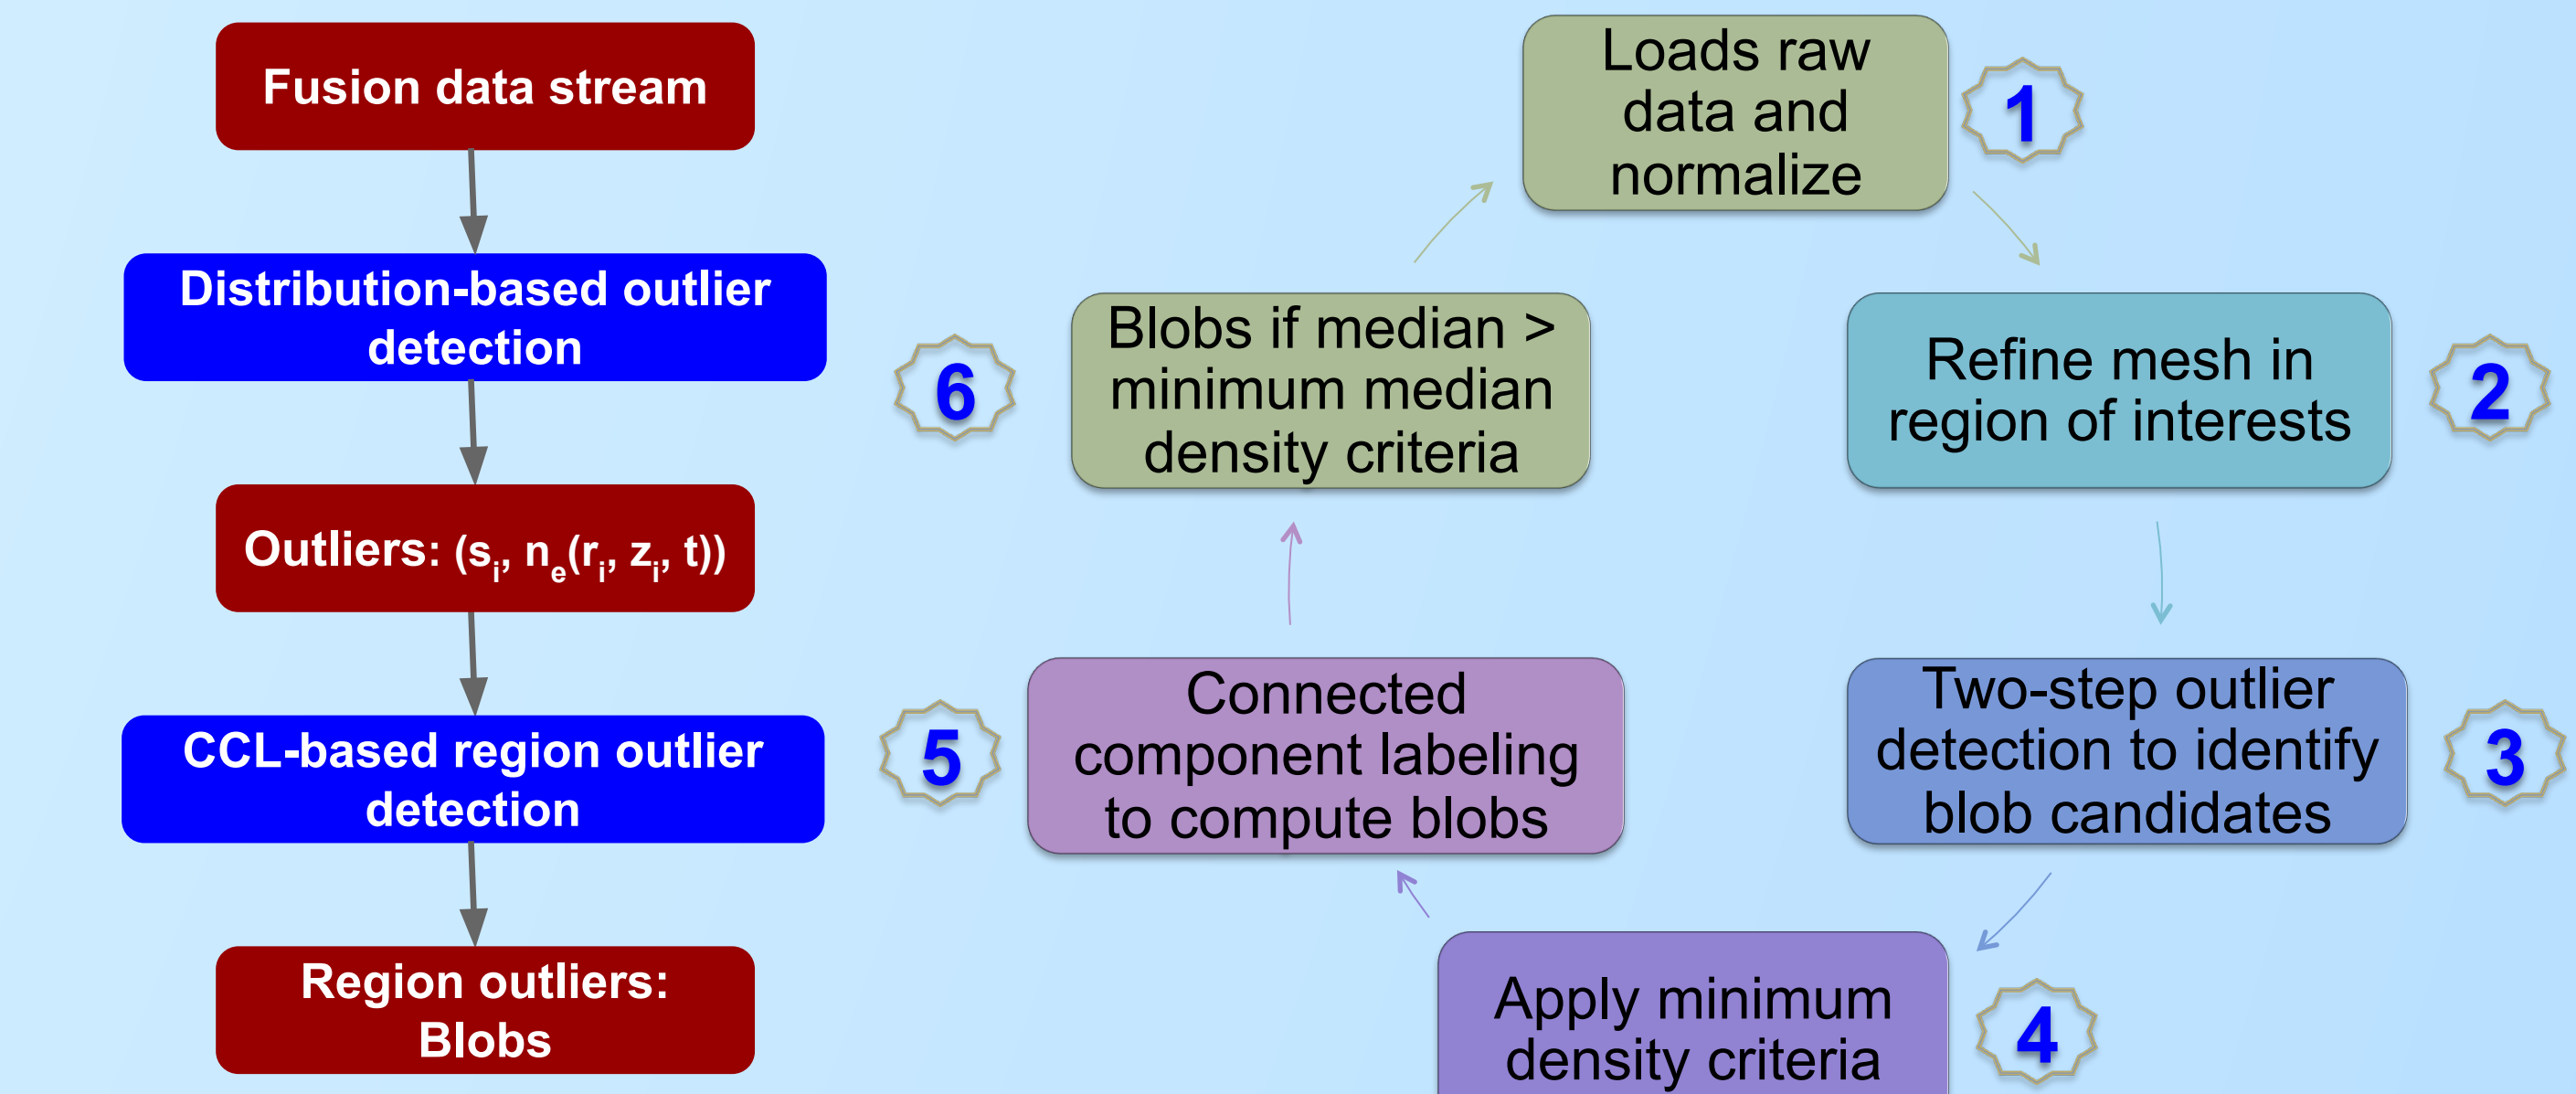 Fusion data stream
Distribution-based outlier
detection
Outliers: (sᵢ, nₑ(rᵢ, zᵢ, t))
CCL-based region outlier
detection
Region outliers:
Blobs
Loads raw
data and
normalize
1
Refine mesh in
region of interests
2
Two-step outlier
detection to identify
blob candidates
3
Apply minimum
density criteria
4
Connected
component labeling
to compute blobs
5
Blobs if median >
minimum median
density criteria
6